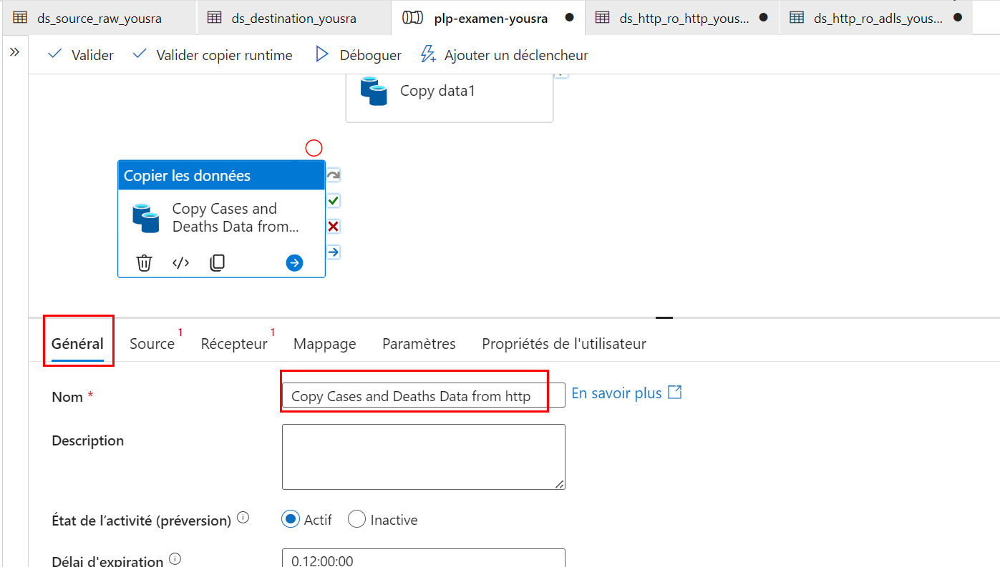 ds_source_raw_yousra
ds_destination_yousra
plp-examen-yousra
ds_http_ro_http_yous...
ds_http_ro_adls_yous...
Valider
Valider copier runtime
Déboguer
Ajouter un déclencheur
Copy data1
Copier les données
Copy Cases and
Deaths Data from...
Général
Source 1
Récepteur 1
Mappage
Paramètres
Propriétés de l'utilisateur
Nom *
Copy Cases and Deaths Data from http
En savoir plus
Description
État de l’activité (préversion)
Actif
Inactive
Délai d'expiration
0.12:00:00